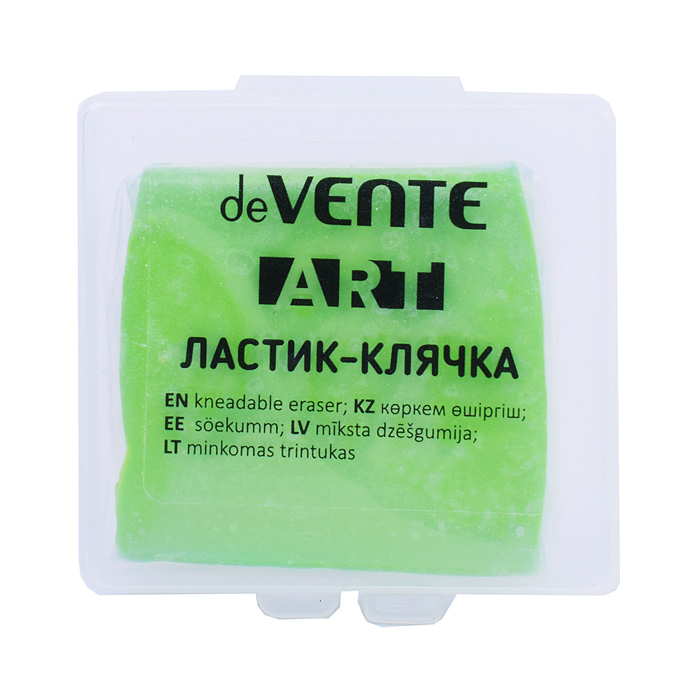 deVENTE
ART
ЛАСТИК-КЛЯЧКА
EN kneadable eraser; KZ көркем өшіргіш;
EE söekumm; LV mīksta dzēšgumija;
LT minkomas trintukas